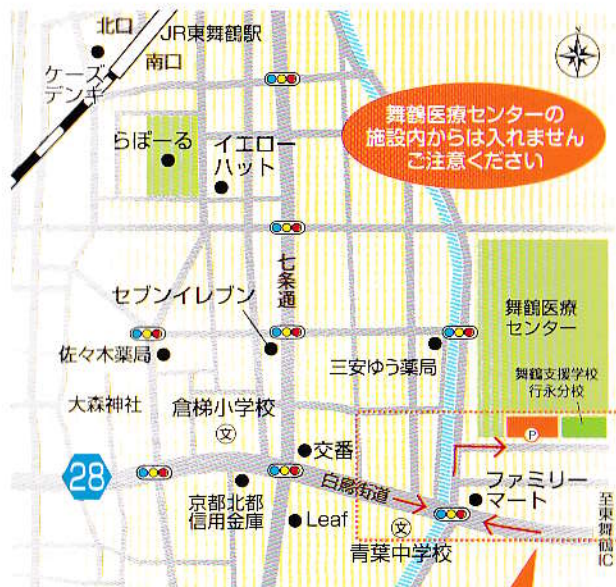 北口
JR東舞鶴駅
南口
ケーズ
デンキ
N
舞鶴医療センターの
施設内からは入れません
ご注意ください
らぽーる
イエロー
ハット
七条通
セブンイレブン
舞鶴医療
センター
佐々木薬局
三安ゆう薬局
舞鶴支援学校
行永分校
大森神社
倉梯小学校
文
P
交番
28
白鳥街道
ファミリー
マート
京都北都
信用金庫
Leaf
文
青葉中学校
至東舞鶴IC